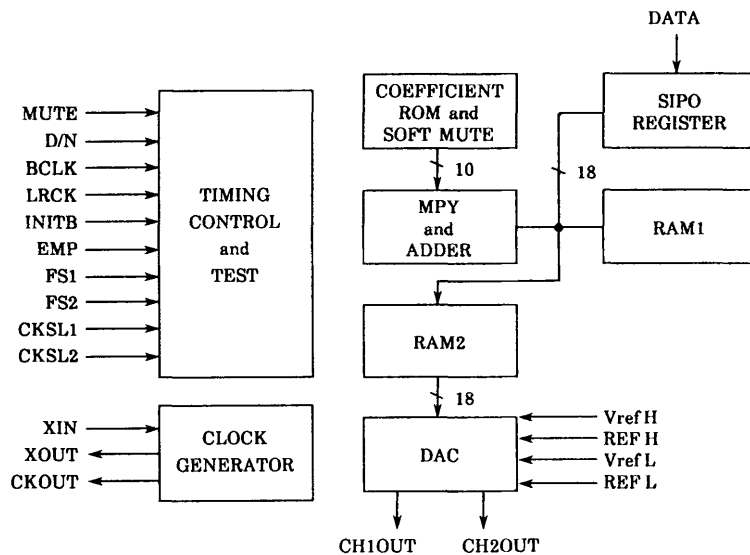 DATA
COEFFICIENT
ROM and
SOFT MUTE
SIPO
REGISTER
MUTE
D/N
BCLK
LRCK
INITB
EMP
FS1
FS2
CKSL1
CKSL2
TIMING
CONTROL
and
TEST
10
18
MPY
and
ADDER
RAM1
RAM2
18
XIN
XOUT
CKOUT
CLOCK
GENERATOR
DAC
Vref H
REF H
Vref L
REF L
CH1OUT
CH2OUT